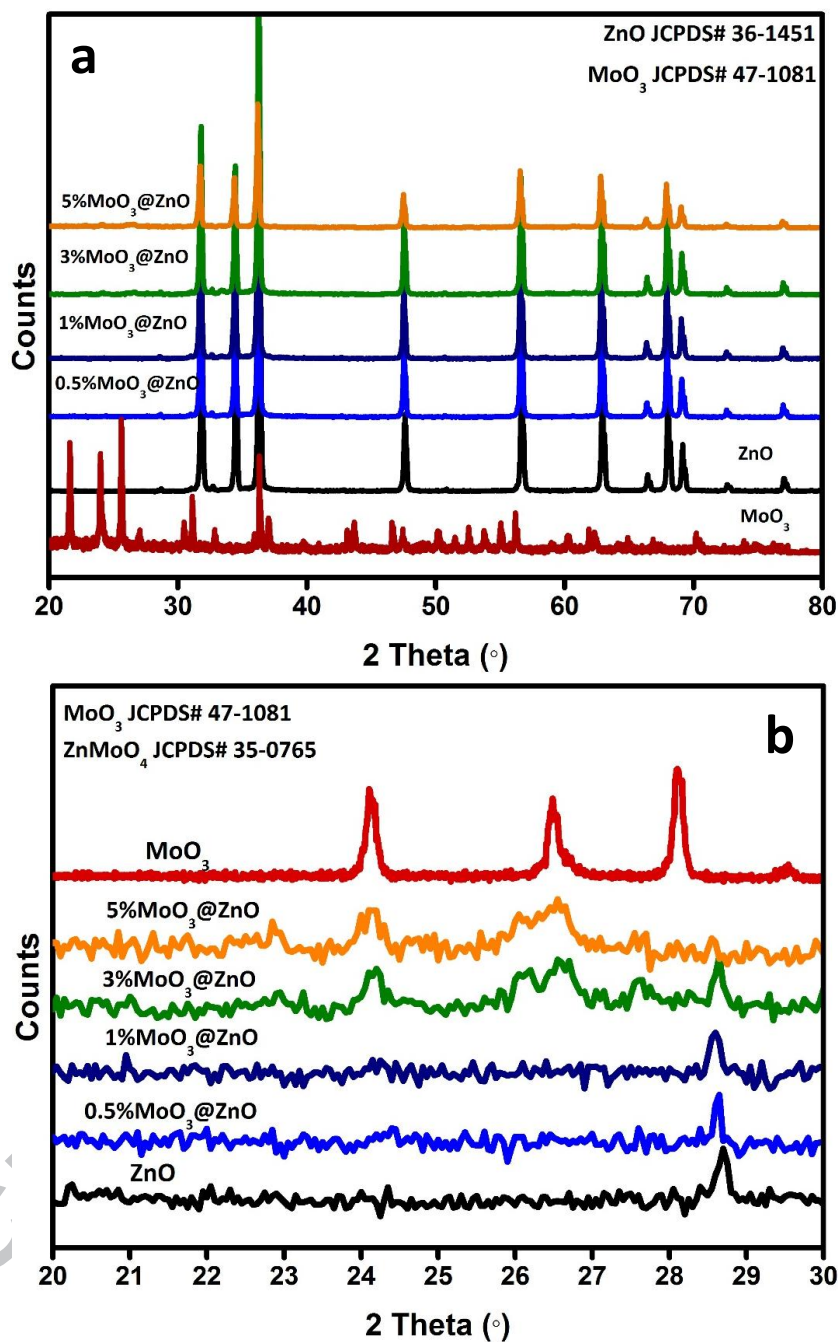 a
ZnO JCPDS# 36-1451
MoO₃ JCPDS# 47-1081
5%MoO₃@ZnO
3%MoO₃@ZnO
1%MoO₃@ZnO
0.5%MoO₃@ZnO
ZnO
MoO₃
Counts
20 30 40 50 60 70 80
2 Theta (◦)
MoO₃ JCPDS# 47-1081
b
ZnMoO₄ JCPDS# 35-0765
MoO₃
5%MoO₃@ZnO
3%MoO₃@ZnO
1%MoO₃@ZnO
0.5%MoO₃@ZnO
ZnO
Counts
20 21 22 23 24 25 26 27 28 29 30
2 Theta (◦)